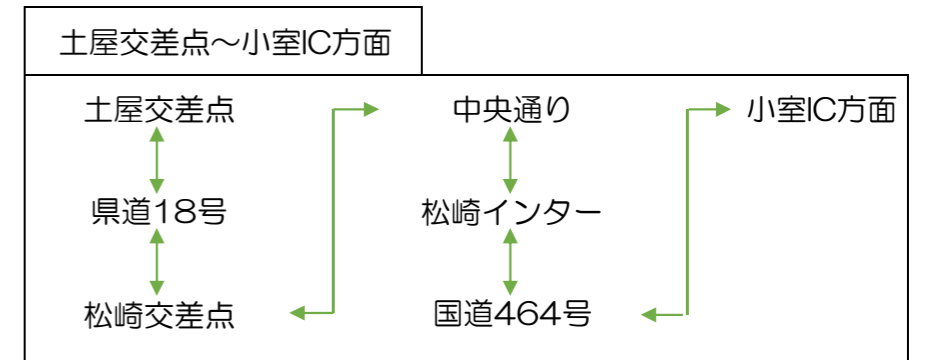 土屋交差点～小室IC方面
土屋交差点
県道18号
松崎交差点
中央通り
松崎インター
国道464号
小室IC方面